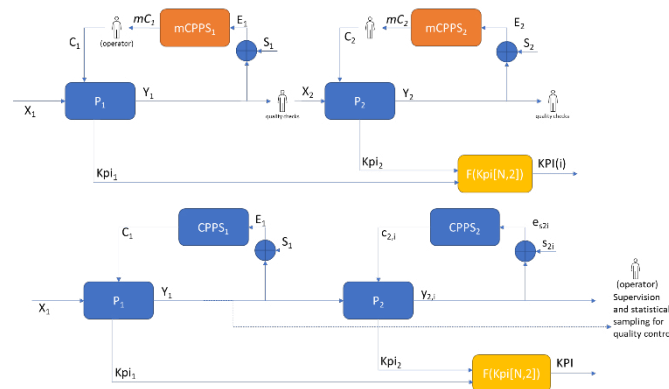 mC₁
mCPPS₁
E₁
mC₂
mCPPS₂
E₂
C₁
(operator)
S₁
C₂
S₂
X₁
P₁
Y₁
quality checks
X₂
P₂
Y₂
quality checks
Kpi₁
Kpi₂
F(Kpi[N,2])
KPI(i)
C₁
CPPS₁
E₁
S₁
c₂,ᵢ
CPPS₂
eₛ₂ᵢ
s₂ᵢ
X₁
P₁
Y₁
P₂
y₂,ᵢ
(operator)
Supervision
and statistical
sampling for
quality control
Kpi₁
Kpi₂
F(Kpi[N,2])
KPI